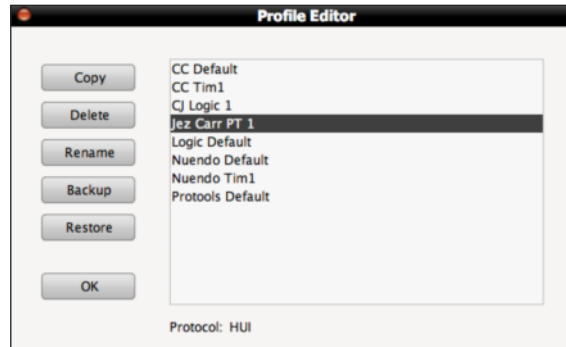 Profile Editor
Copy
Delete
Rename
Backup
Restore
OK
CC Default
CC Tim1
CJ Logic 1
Jez Carr PT 1
Logic Default
Nuendo Default
Nuendo Tim1
Protools Default
Protocol: HUI